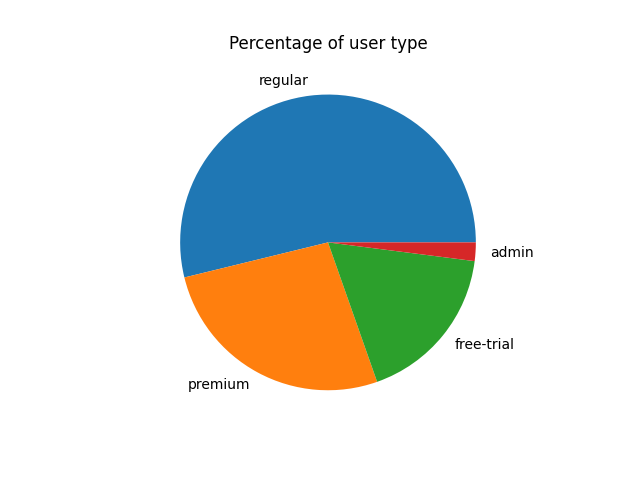 Percentage of user type
regular
admin
free-trial
premium